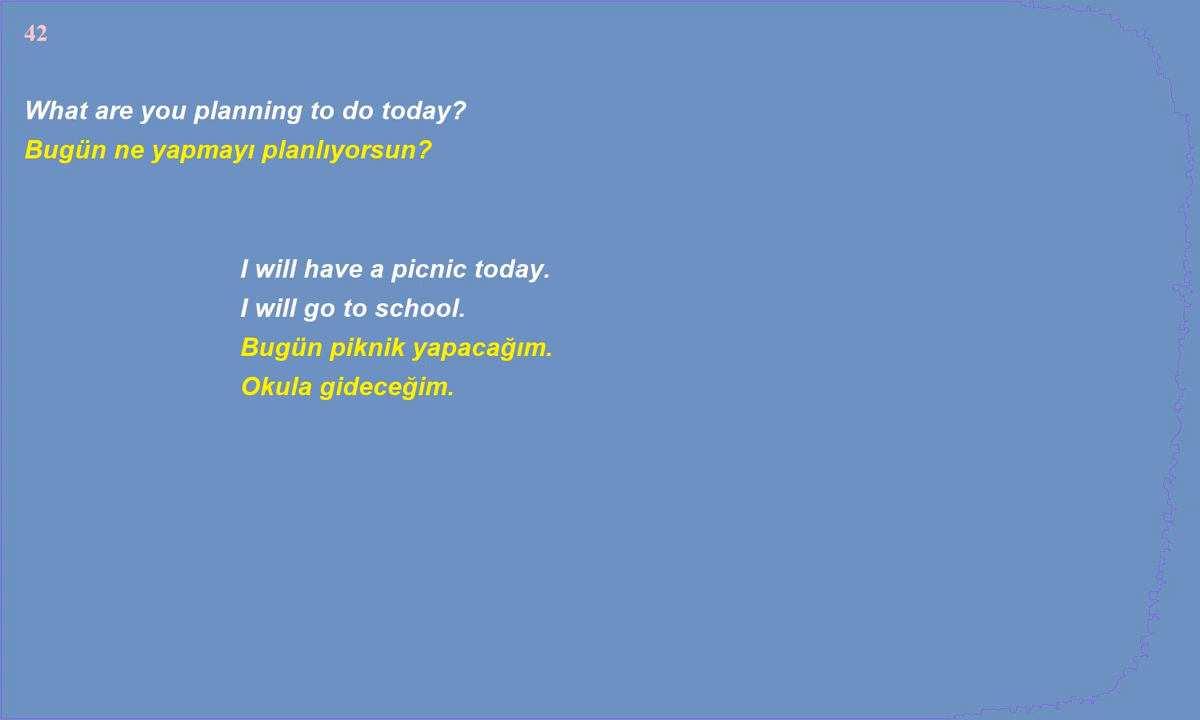 42
What are you planning to do today?
Bugün ne yapmayı planlıyorsun?
I will have a picnic today.
I will go to school.
Bugün piknik yapacağım.
Okula gideceğim.